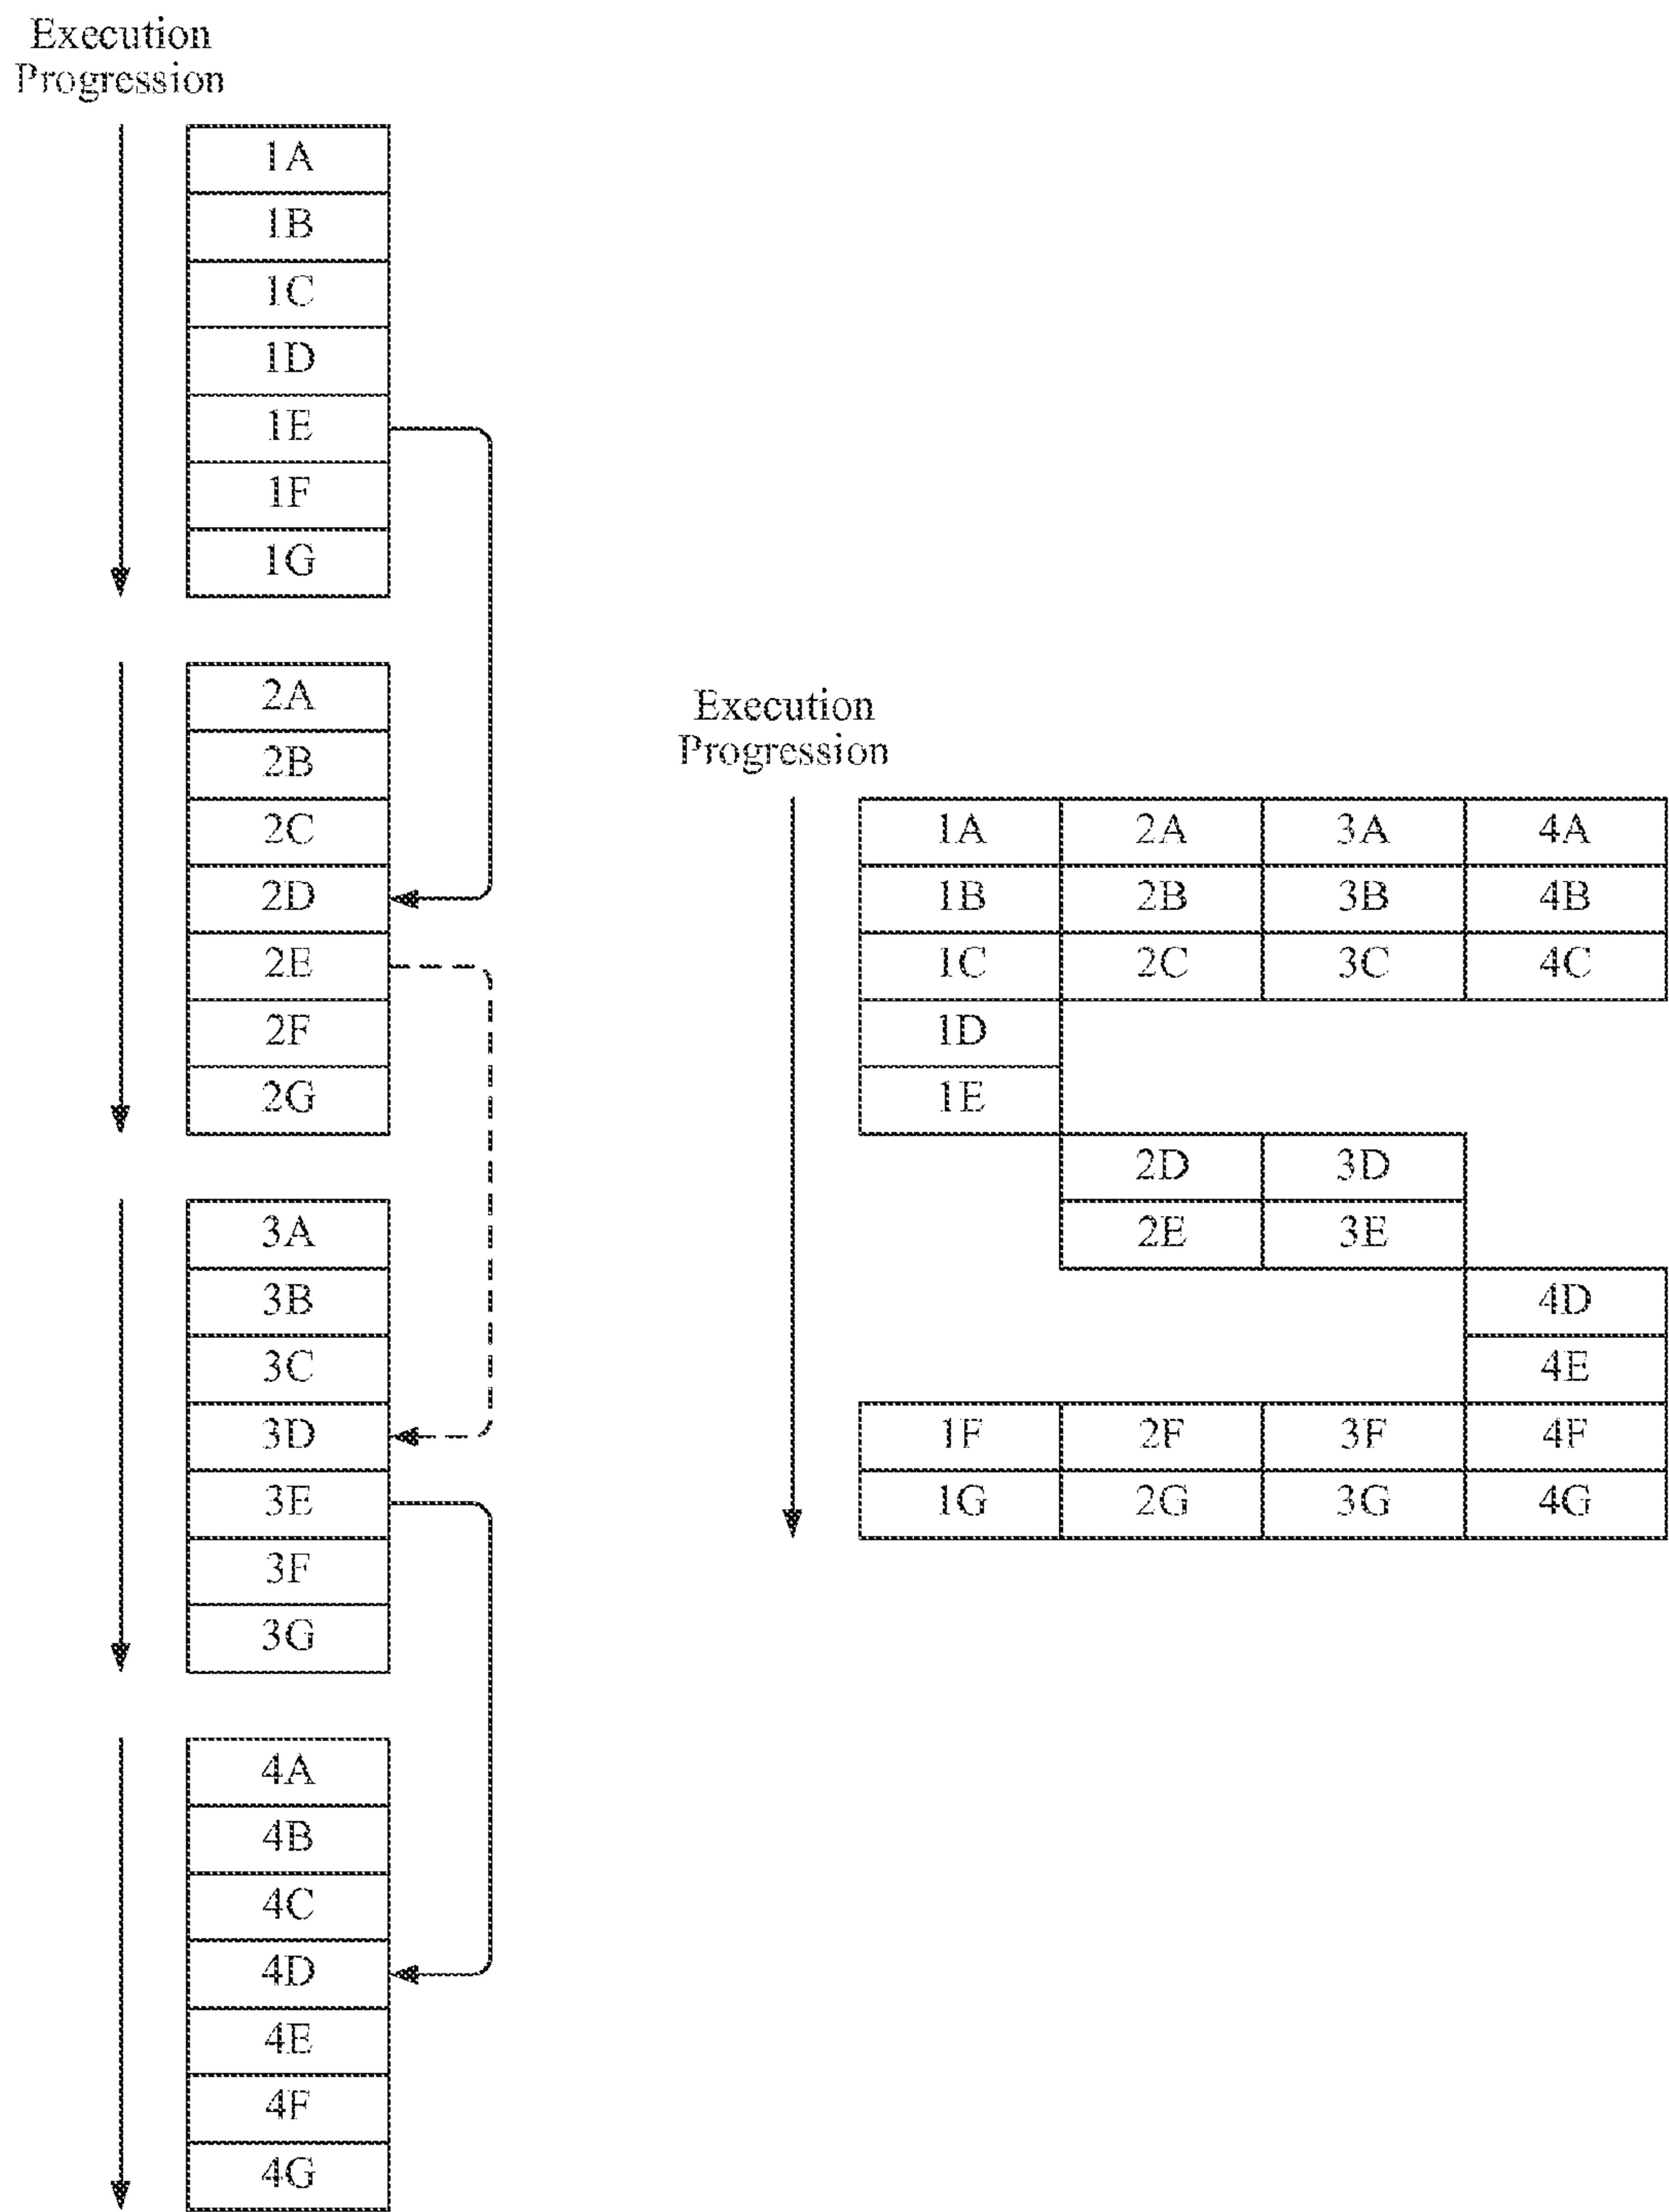 Execution
Progression
1A
1B
1C
1D
1E
1F
1G
2A
2B
2C
2D
2E
2F
2G
3A
3B
3C
3D
3E
3F
3G
4A
4B
4C
4D
4E
4F
4G
Execution
Progression
1A 2A 3A 4A
1B 2B 3B 4B
1C 2C 3C 4C
1D
1E
2D 3D
2E 3E
4D
4E
1F 2F 3F 4F
1G 2G 3G 4G